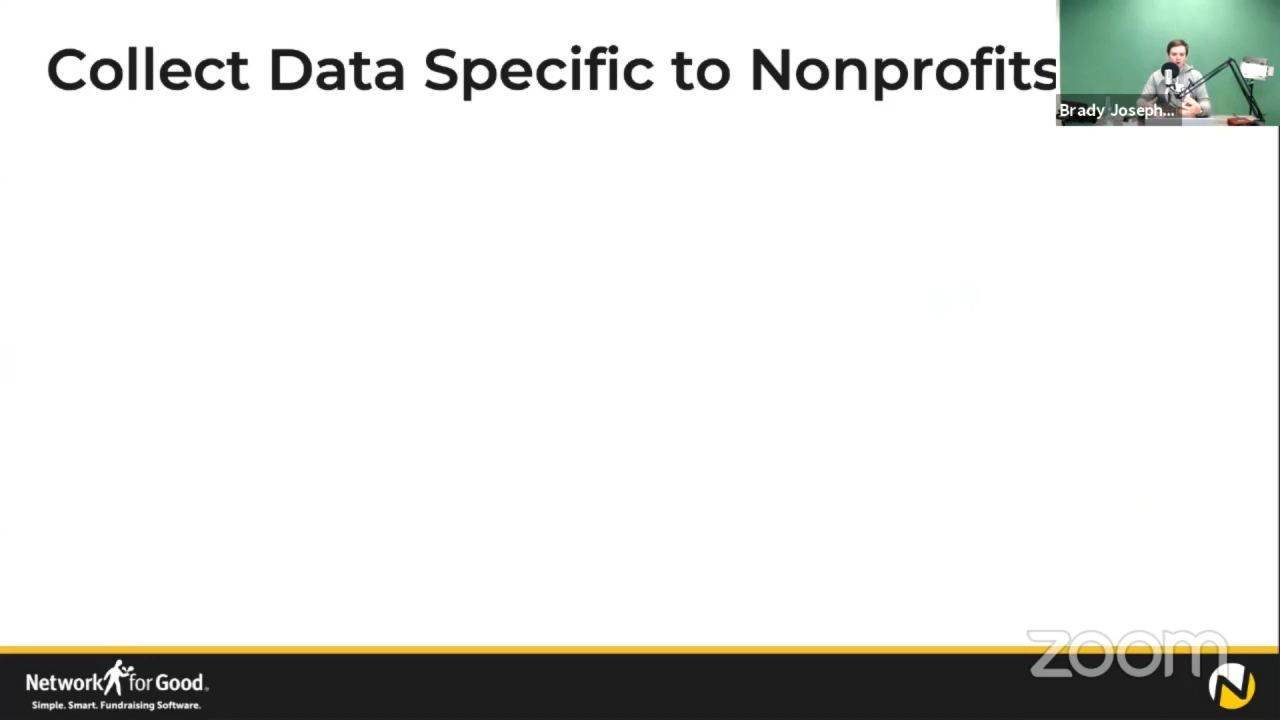 Collect Data Specific to Nonprofits
Brady Joseph...
zoom
Network for Good.
Simple. Smart. Fundraising Software.
N